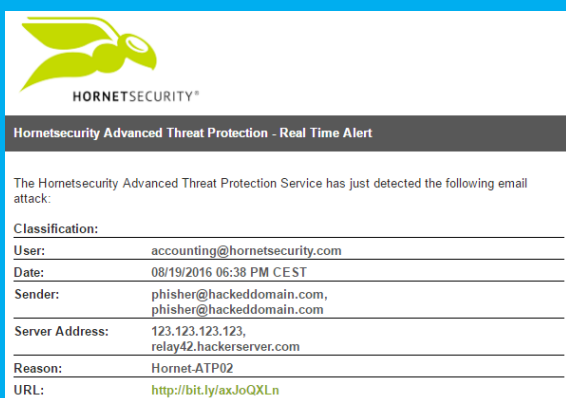 HORNETSECURITY®
Hornetsecurity Advanced Threat Protection - Real Time Alert
The Hornetsecurity Advanced Threat Protection Service has just detected the following email
attack:
Classification:
User: accounting@hornetsecurity.com
Date: 08/19/2016 06:38 PM CEST
Sender: phisher@hackeddomain.com,
phisher@hackeddomain.com
Server Address: 123.123.123.123,
relay42.hackerserver.com
Reason: Hornet-ATP02
URL: http://bit.ly/axJoQXLn